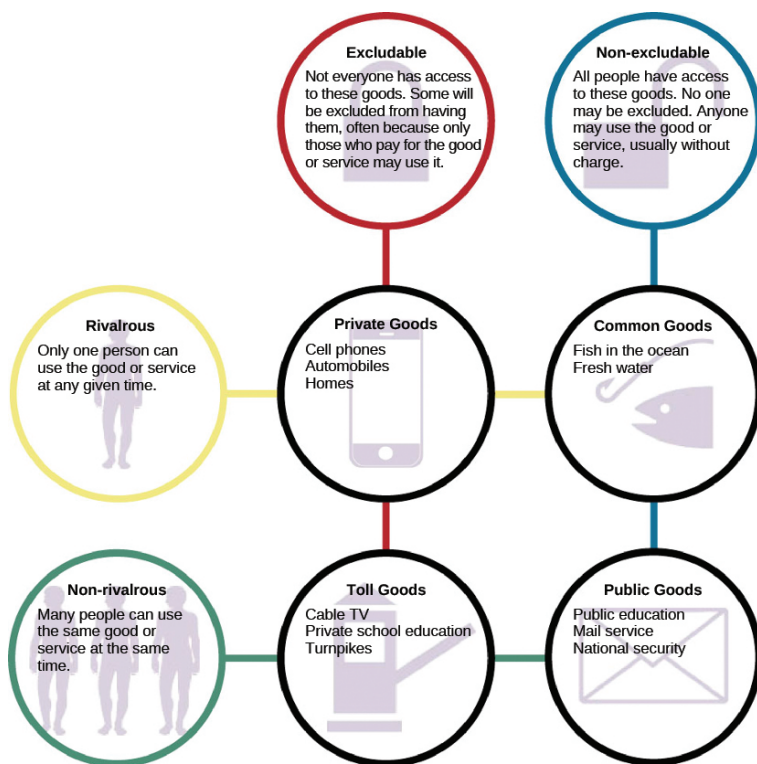 Excludable
Not everyone has access
to these goods. Some will
be excluded from having
them, often because only
those who pay for the good
or service may use it.
Non-excludable
All people have access
to these goods. No one
may be excluded. Anyone
may use the good or
service, usually without
charge.
Rivalrous
Only one person can
use the good or service
at any given time.
Private Goods
Cell phones
Automobiles
Homes
Common Goods
Fish in the ocean
Fresh water
Non-rivalrous
Many people can use
the same good or
service at the same
time.
Toll Goods
Cable TV
Private school education
Turnpikes
Public Goods
Public education
Mail service
National security